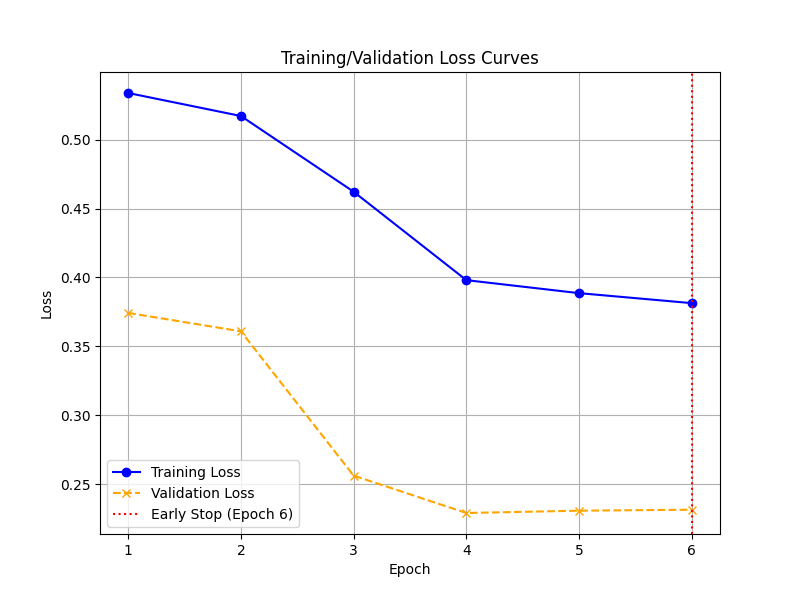 Training/Validation Loss Curves
0.50
0.45
0.40
0.35
0.30
0.25
Loss
Training Loss
Validation Loss
Early Stop (Epoch 6)
1 2 3 4 5 6
Epoch